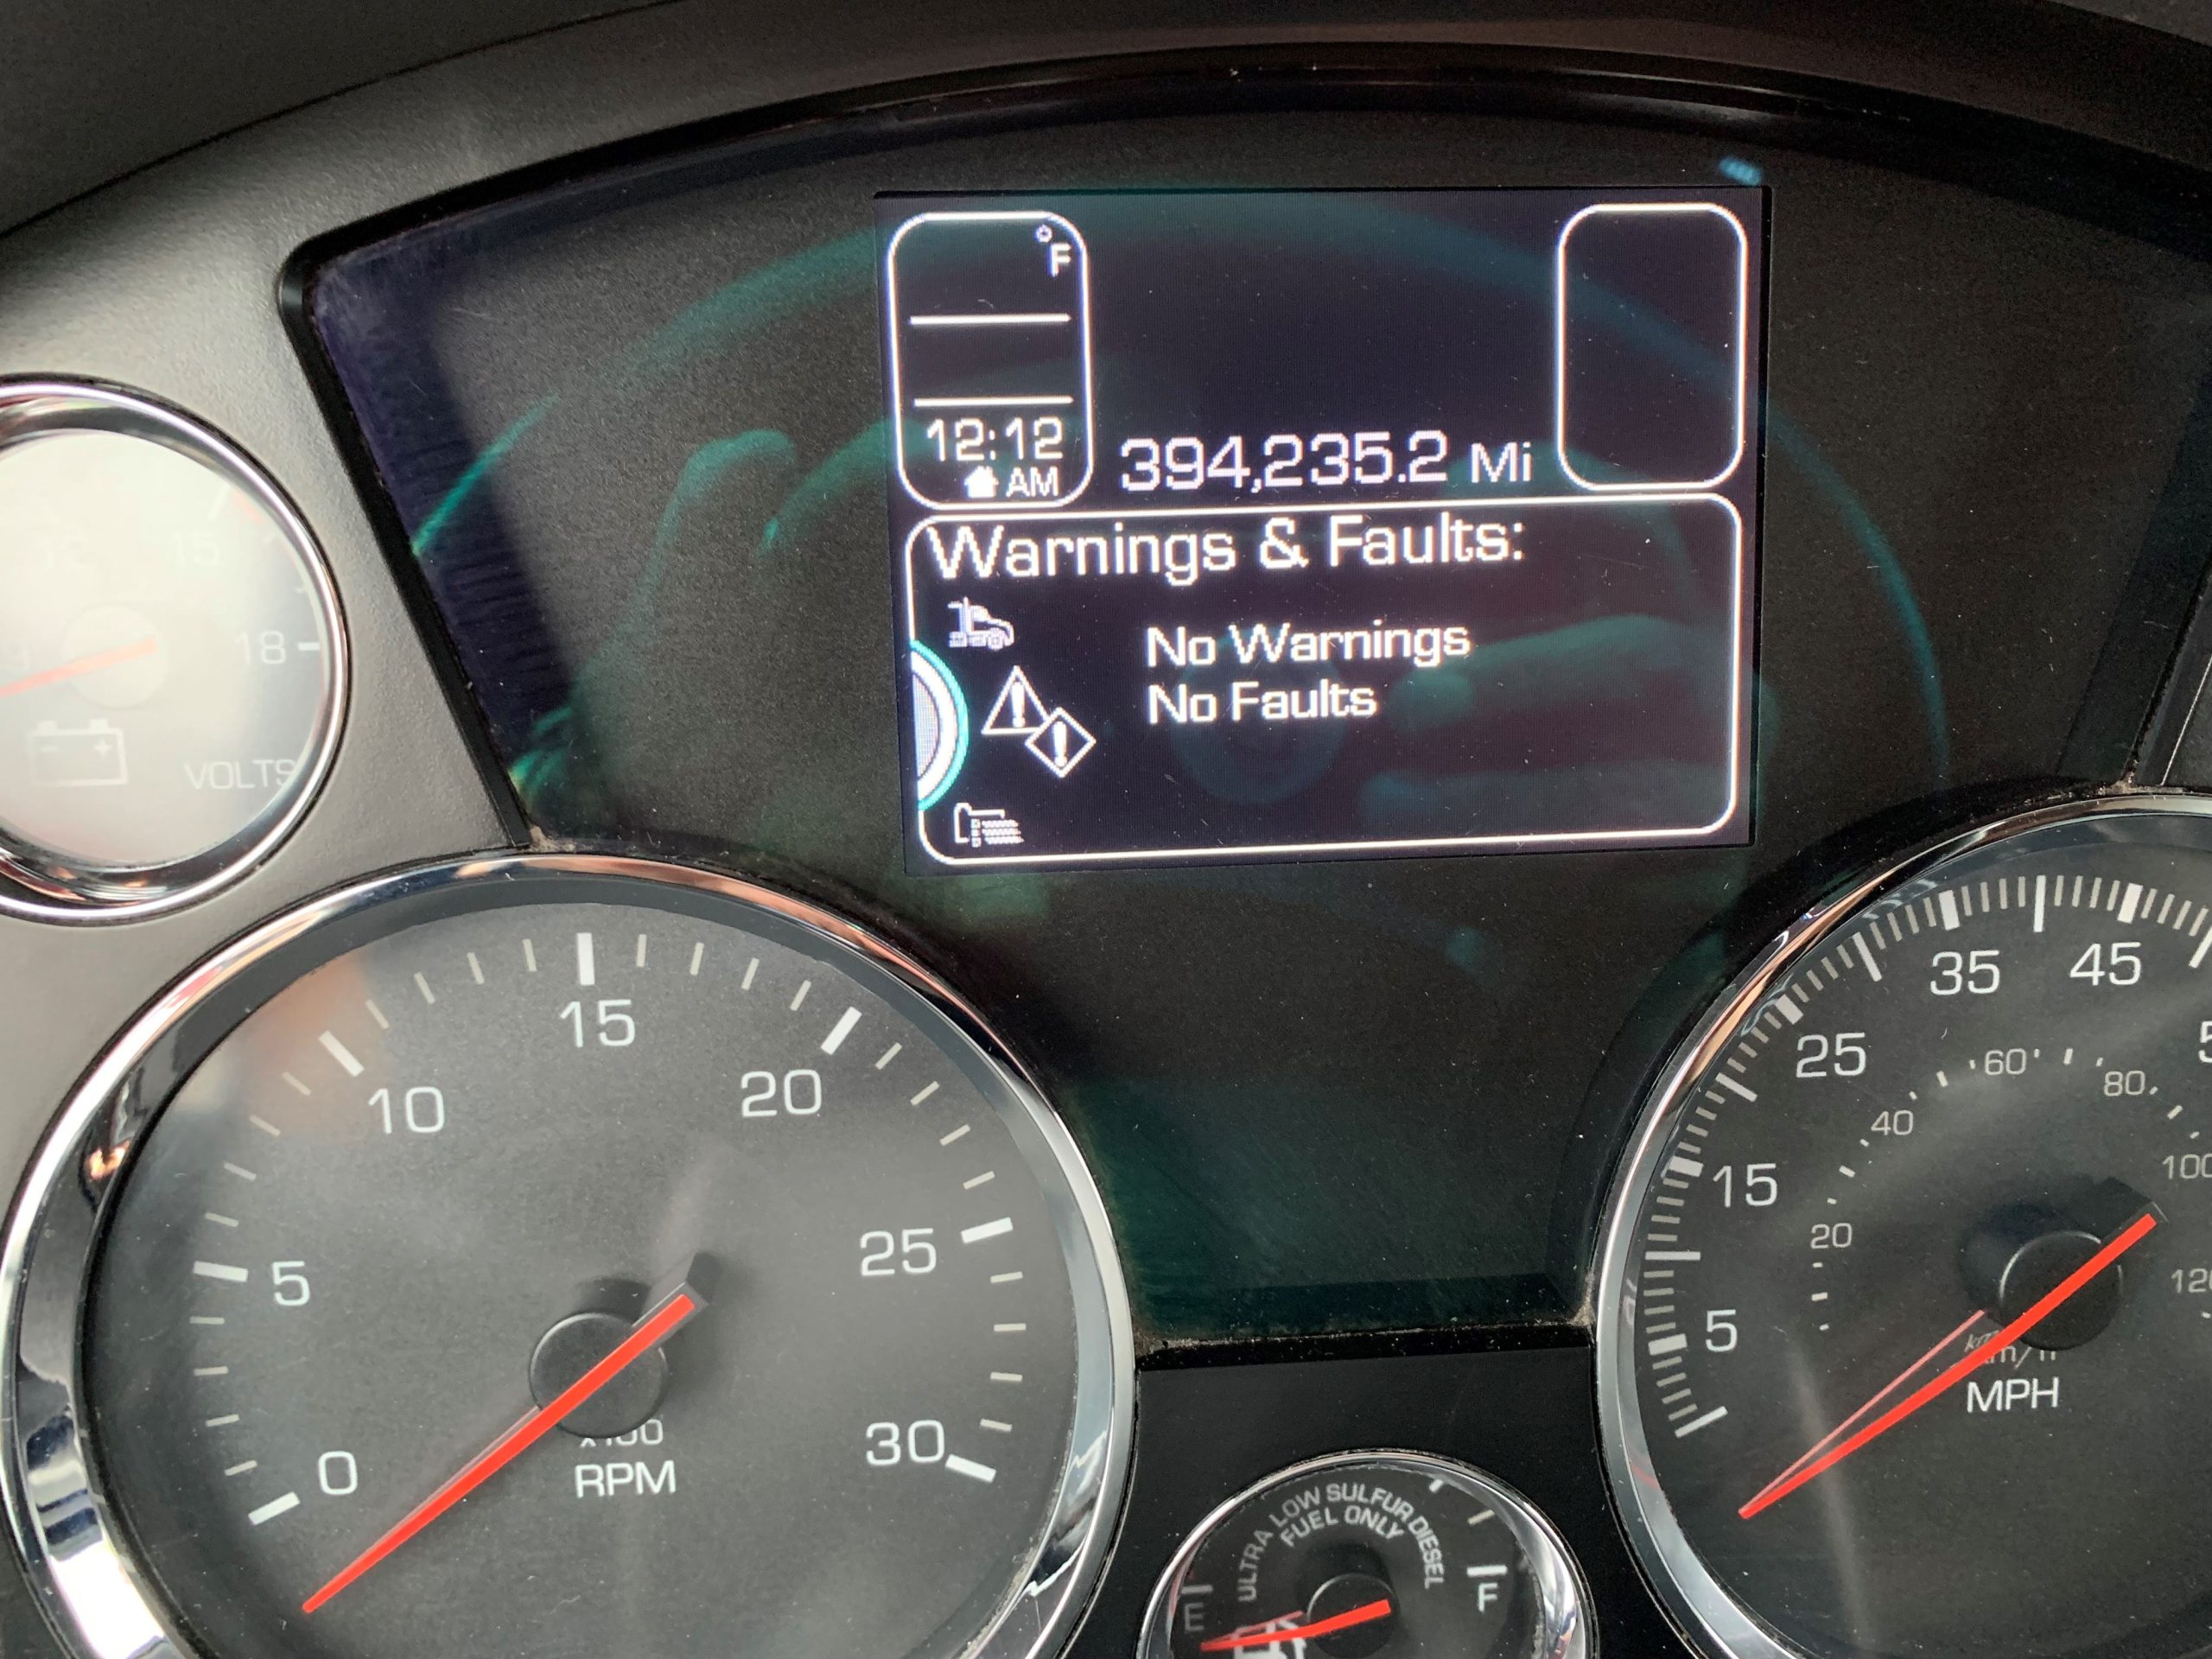 °F
12:12
AM
394,235.2 Mi
Warnings & Faults:
No Warnings
No Faults
15
18
VOLTS
0
5
10
15
20
25
30
RPM
5
15
25
35
45
20
40
60
80
100
MPH
ULTRA LOW SULFUR DIESEL
FUEL ONLY
E
F